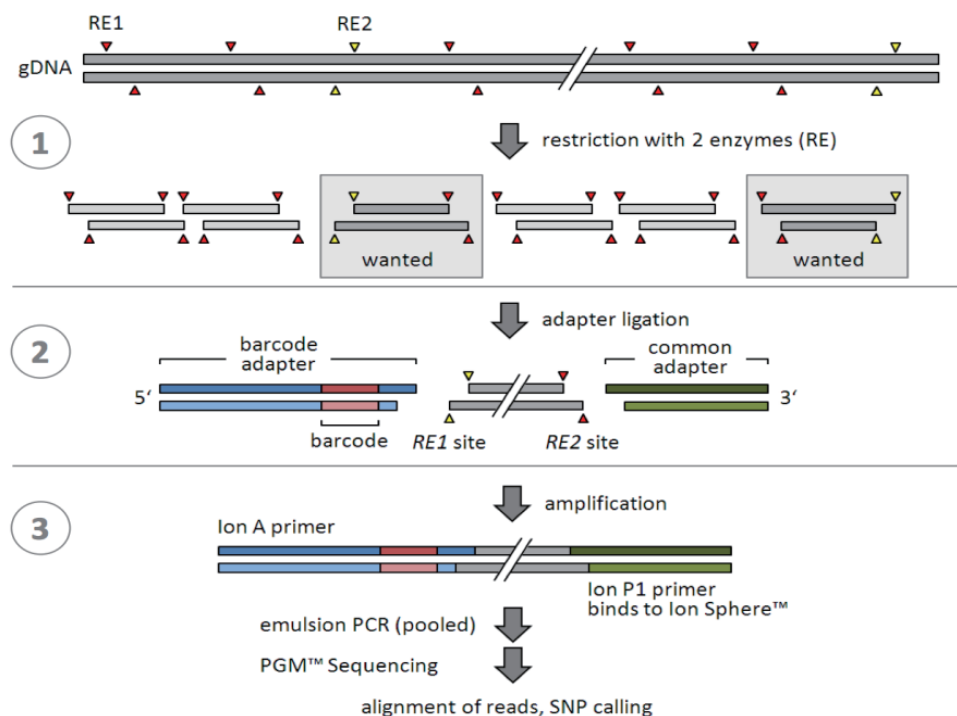 RE1
RE2
gDNA
1
restriction with 2 enzymes (RE)
wanted
wanted
2
adapter ligation
barcode
adapter
common
adapter
5‘
3‘
barcode
RE1 site
RE2 site
3
amplification
Ion A primer
Ion P1 primer
binds to Ion Sphere™
emulsion PCR (pooled)
PGM™ Sequencing
alignment of reads, SNP calling